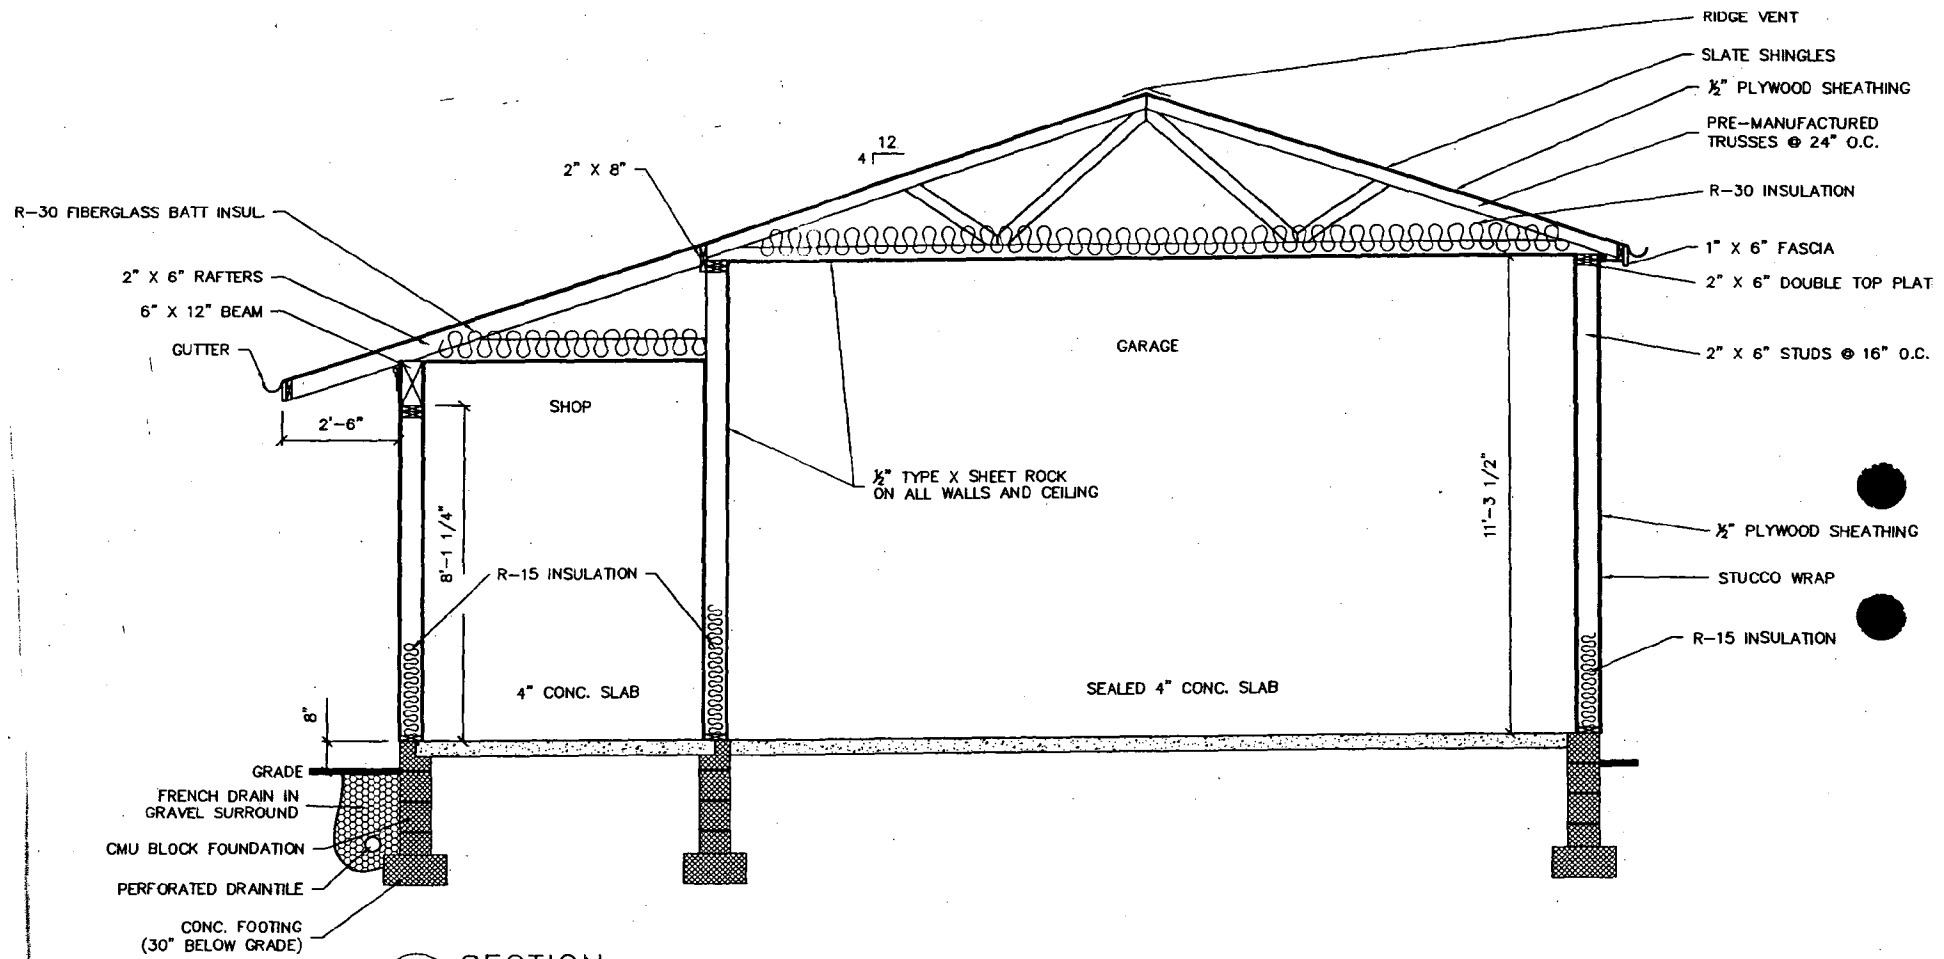 RIDGE VENT
SLATE SHINGLES
½" PLYWOOD SHEATHING
PRE-MANUFACTURED
TRUSSES @ 24" O.C.
12
4
2" X 8"
R-30 INSULATION
R-30 FIBERGLASS BATT INSUL.
1" X 6" FASCIA
2" X 6" RAFTERS
2" X 6" DOUBLE TOP PLAT
6" X 12" BEAM
GUTTER
GARAGE
2" X 6" STUDS @ 16" O.C.
SHOP
2'-6"
½" TYPE X SHEET ROCK
ON ALL WALLS AND CEILING
11'-3 1/2"
8'-1 1/4"
½" PLYWOOD SHEATHING
R-15 INSULATION
STUCCO WRAP
R-15 INSULATION
4" CONC. SLAB
SEALED 4" CONC. SLAB
8"
GRADE
FRENCH DRAIN IN
GRAVEL SURROUND
CMU BLOCK FOUNDATION
PERFORATED DRAINTILE
CONC. FOOTING
(30" BELOW GRADE)
SECTION